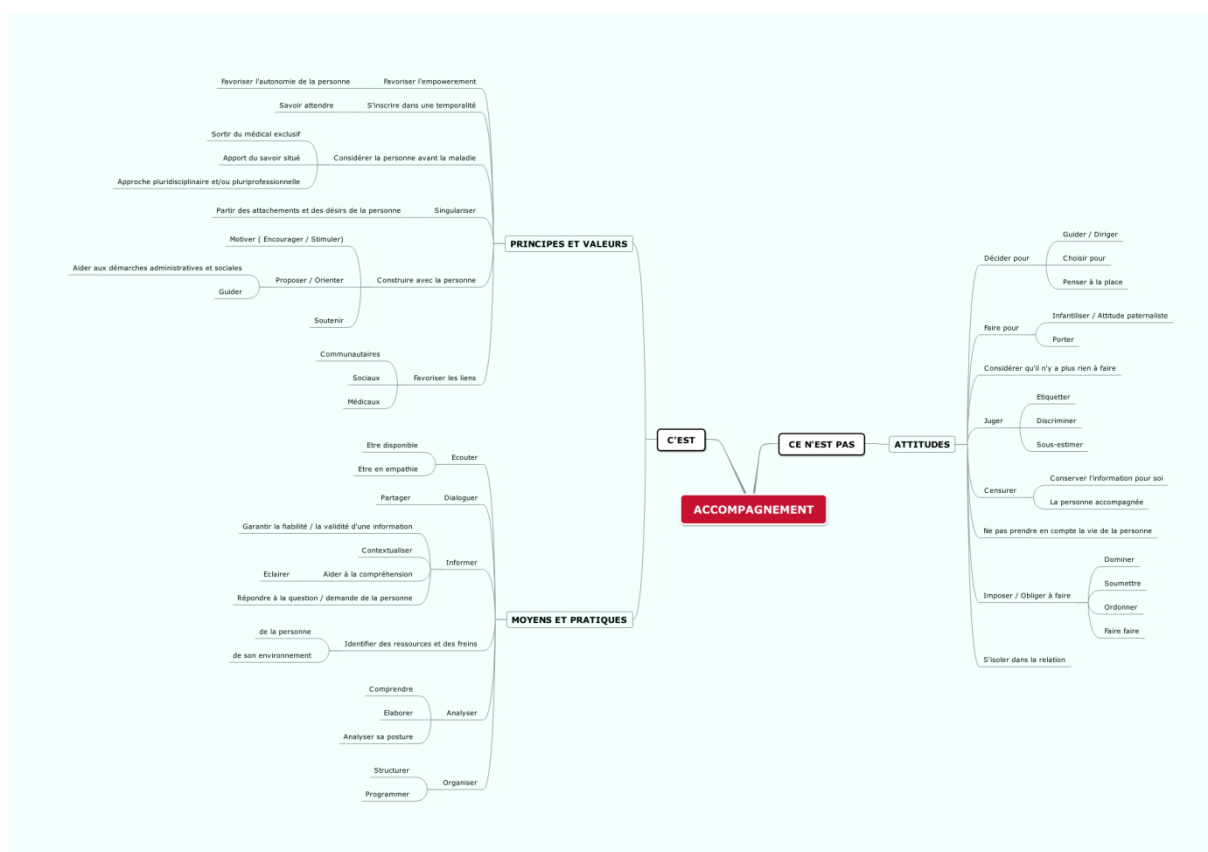 ACCOMPAGNEMENT
C'EST
PRINCIPES ET VALEURS
Favoriser l'empowerement
Favoriser l'autonomie de la personne
S'inscrire dans une temporalité
Savoir attendre
Considérer la personne avant la maladie
Sortir du médical exclusif
Apport du savoir situé
Approche pluridisciplinaire et/ou pluriprofessionnelle
Singulariser
Partir des attachements et des désirs de la personne
Construire avec la personne
Motiver ( Encourager / Stimuler)
Proposer / Orienter
Aider aux démarches administratives et sociales
Guider
Soutenir
Favoriser les liens
Communautaires
Sociaux
Médicaux
MOYENS ET PRATIQUES
Ecouter
Etre disponible
Etre en empathie
Dialoguer
Partager
Informer
Garantir la fiabilité / la validité d'une information
Contextualiser
Aider à la compréhension
Eclairer
Répondre à la question / demande de la personne
Identifier des ressources et des freins
de la personne
de son environnement
Analyser
Comprendre
Elaborer
Analyser sa posture
Organiser
Structurer
Programmer
CE N'EST PAS
ATTITUDES
Décider pour
Guider / Diriger
Choisir pour
Penser à la place
Faire pour
Infantiliser / Attitude paternaliste
Porter
Considérer qu'il n'y a plus rien à faire
Juger
Etiquetter
Discriminer
Sous-estimer
Censurer
Conserver l'information pour soi
La personne accompagnée
Ne pas prendre en compte la vie de la personne
Imposer / Obliger à faire
Dominer
Soumettre
Ordonner
Faire faire
S'isoler dans la relation